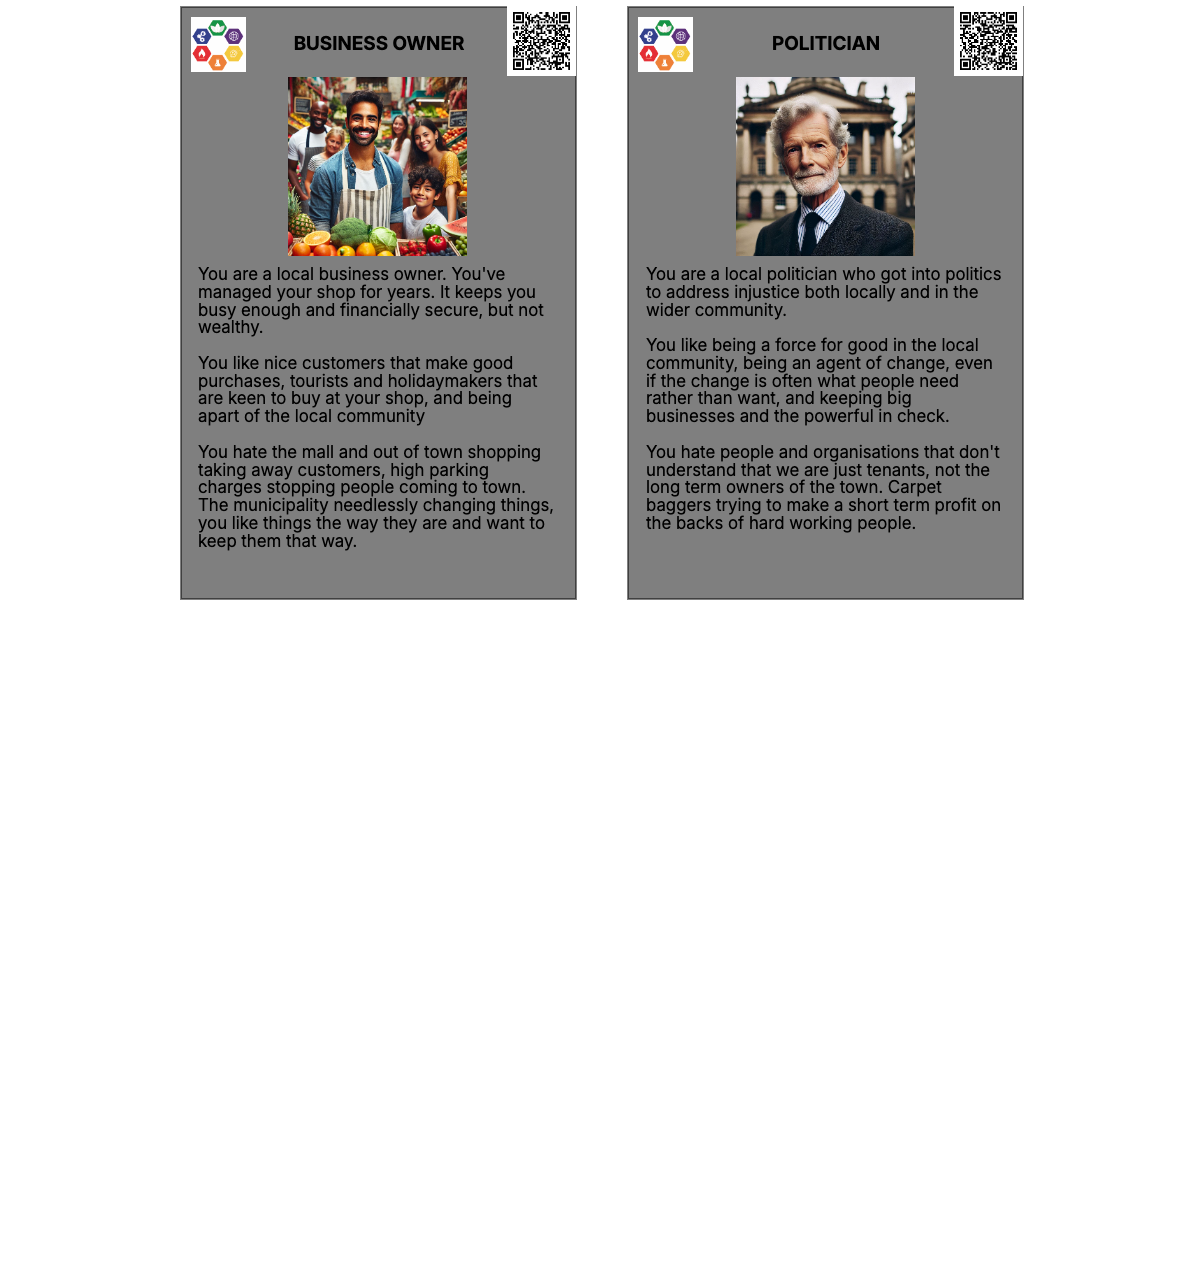 BUSINESS OWNER
You are a local business owner. You've
managed your shop for years. It keeps you
busy enough and financially secure, but not
wealthy.
You like nice customers that make good
purchases, tourists and holidaymakers that
are keen to buy at your shop, and being
apart of the local community
You hate the mall and out of town shopping
taking away customers, high parking
charges stopping people coming to town.
The municipality needlessly changing things,
you like things the way they are and want to
keep them that way.
POLITICIAN
You are a local politician who got into politics
to address injustice both locally and in the
wider community.
You like being a force for good in the local
community, being an agent of change, even
if the change is often what people need
rather than want, and keeping big
businesses and the powerful in check.
You hate people and organisations that don't
understand that we are just tenants, not the
long term owners of the town. Carpet
baggers trying to make a short term profit on
the backs of hard working people.